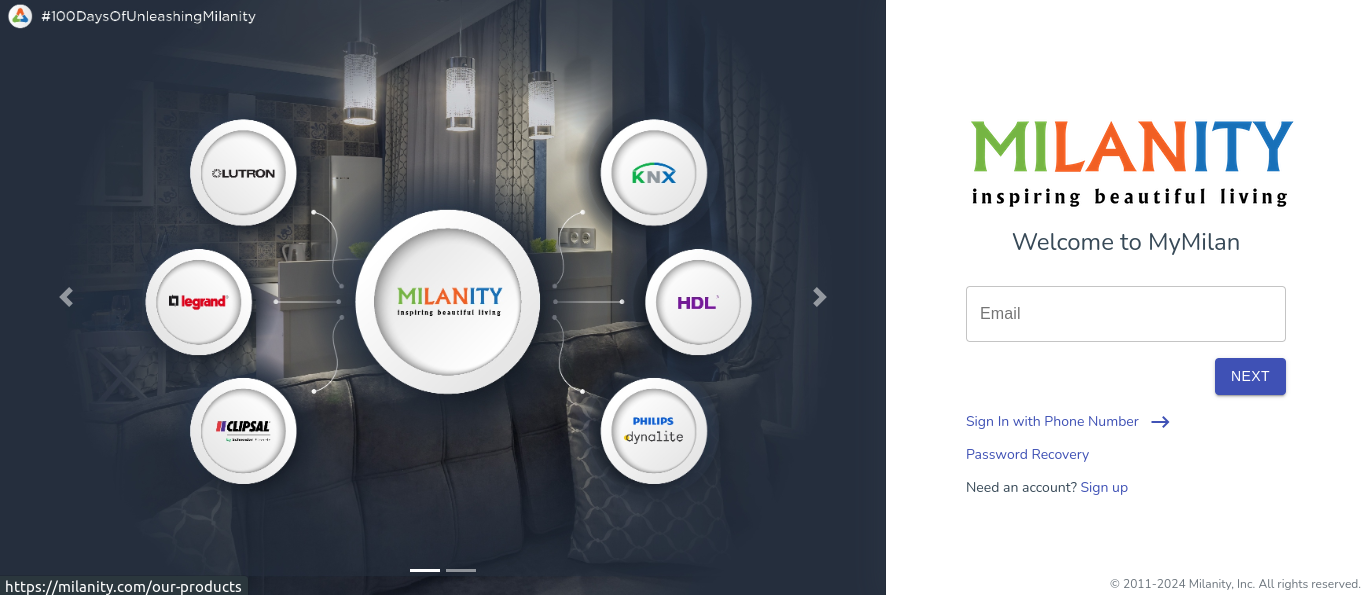 #100DaysOfUnleashingMilanity
LUTRON
KNX
legrand
MILANITY
inspiring beautiful living
HDL
CLIPSAL
PHILIPS
dynalite
https://milanity.com/our-products
MILANITY
inspiring beautiful living
Welcome to MyMilan
Email
NEXT
Sign In with Phone Number
Password Recovery
Need an account? Sign up
© 2011-2024 Milanity, Inc. All rights reserved.